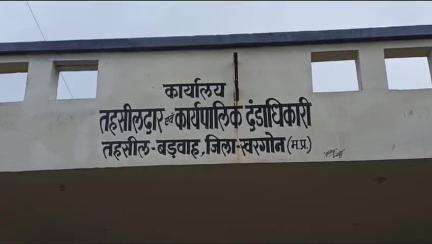 कार्यालय
तहसीलदार एवं कार्यपालिक दंडाधिकारी
तहसील-बड़वाह, जिला-खरगोन (म.प्र.)